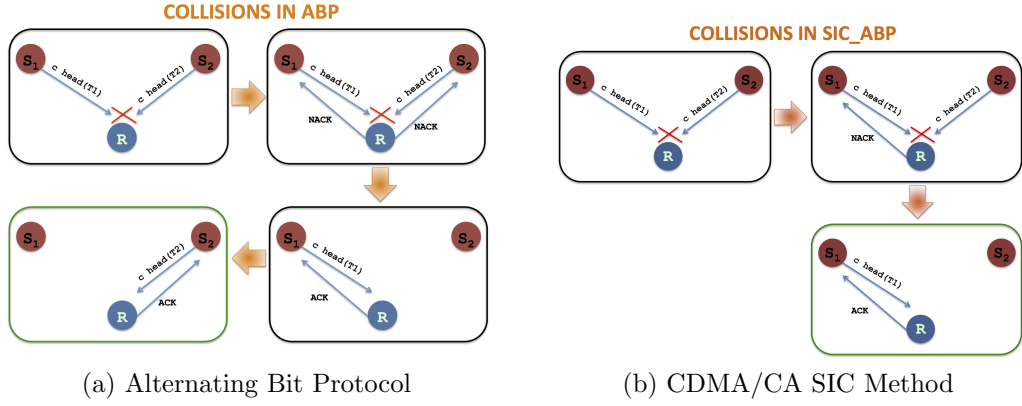 COLLISIONS IN ABP
S1 S2
c head(T1) c head(T2)
R
S1 S2
c head(T1) c head(T2)
NACK NACK
R
S1 S2
c head(T2)
ACK
R
S1 S2
c head(T1)
ACK
R
(a) Alternating Bit Protocol
COLLISIONS IN SIC_ABP
S1 S2
c head(T1) c head(T2)
R
S1 S2
c head(T1) c head(T2)
NACK
R
S1 S2
c head(T1)
ACK
R
(b) CDMA/CA SIC Method